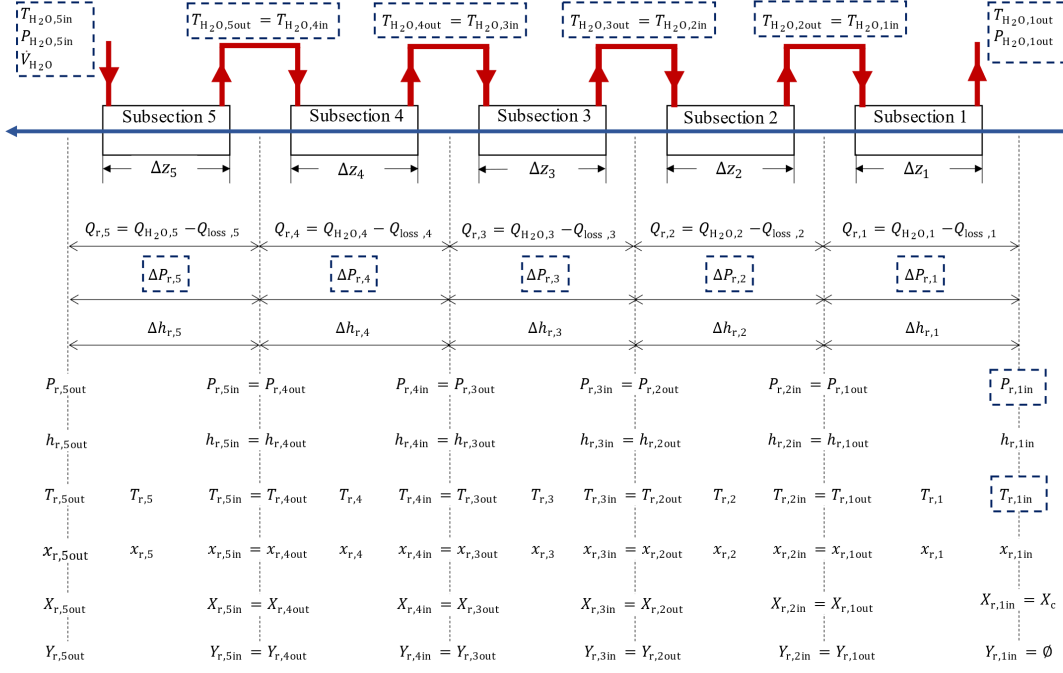 T_H₂O,5in
P_H₂O,5in
V̇_H₂O
T_H₂O,5out = T_H₂O,4in
T_H₂O,4out = T_H₂O,3in
T_H₂O,3out = T_H₂O,2in
T_H₂O,2out = T_H₂O,1in
T_H₂O,1out
P_H₂O,1out
Subsection 5
Subsection 4
Subsection 3
Subsection 2
Subsection 1
Δz₅
Δz₄
Δz₃
Δz₂
Δz₁
Q_r,5 = Q_H₂O,5 − Q_loss,5
Q_r,4 = Q_H₂O,4 − Q_loss,4
Q_r,3 = Q_H₂O,3 − Q_loss,3
Q_r,2 = Q_H₂O,2 − Q_loss,2
Q_r,1 = Q_H₂O,1 − Q_loss,1
ΔP_r,5
ΔP_r,4
ΔP_r,3
ΔP_r,2
ΔP_r,1
Δh_r,5
Δh_r,4
Δh_r,3
Δh_r,2
Δh_r,1
P_r,5out
P_r,5in = P_r,4out
P_r,4in = P_r,3out
P_r,3in = P_r,2out
P_r,2in = P_r,1out
P_r,1in
h_r,5out
h_r,5in = h_r,4out
h_r,4in = h_r,3out
h_r,3in = h_r,2out
h_r,2in = h_r,1out
h_r,1in
T_r,5out
T_r,5
T_r,5in = T_r,4out
T_r,4
T_r,4in = T_r,3out
T_r,3
T_r,3in = T_r,2out
T_r,2
T_r,2in = T_r,1out
T_r,1
T_r,1in
x_r,5out
x_r,5
x_r,5in = x_r,4out
x_r,4
x_r,4in = x_r,3out
x_r,3
x_r,3in = x_r,2out
x_r,2
x_r,2in = x_r,1out
x_r,1
x_r,1in
X_r,5out
X_r,5in = X_r,4out
X_r,4in = X_r,3out
X_r,3in = X_r,2out
X_r,2in = X_r,1out
X_r,1in = X_c
Y_r,5out
Y_r,5in = Y_r,4out
Y_r,4in = Y_r,3out
Y_r,3in = Y_r,2out
Y_r,2in = Y_r,1out
Y_r,1in = ∅